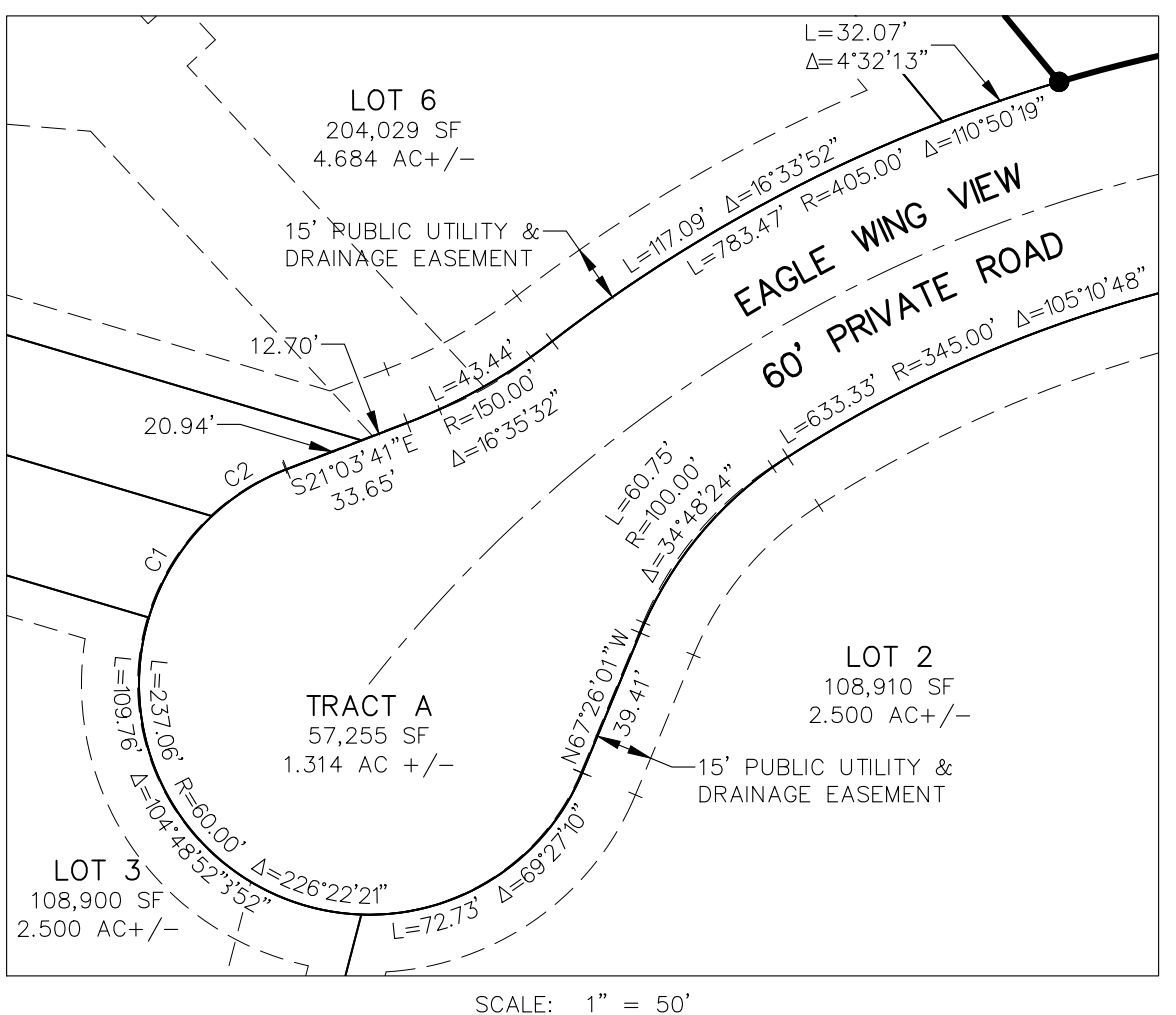 L=32.07'
Δ=4°32'13"
LOT 6
204,029 SF
4.684 AC+/-
Δ=110°50'19"
L=117.09' Δ=16°33'52"
L=783.47' R=405.00'
15' PUBLIC UTILITY &
DRAINAGE EASEMENT
EAGLE WING VIEW
60' PRIVATE ROAD
L=633.33' R=345.00' Δ=105°10'48"
12.70'
L=43.44'
R=150.00'
Δ=16°35'32"
20.94'
S21°03'41"E
33.65'
C2
C1
L=60.75'
R=100.00'
Δ=34°48'24"
N67°26'01"W
39.41'
LOT 2
108,910 SF
2.500 AC+/-
TRACT A
57,255 SF
1.314 AC +/-
15' PUBLIC UTILITY &
DRAINAGE EASEMENT
L=237.06' R=60.00' Δ=226°22'21"
L=109.76' Δ=104°48'52"
L=72.73' Δ=69°27'10"
LOT 3
108,900 SF
2.500 AC+/-
SCALE: 1" = 50'